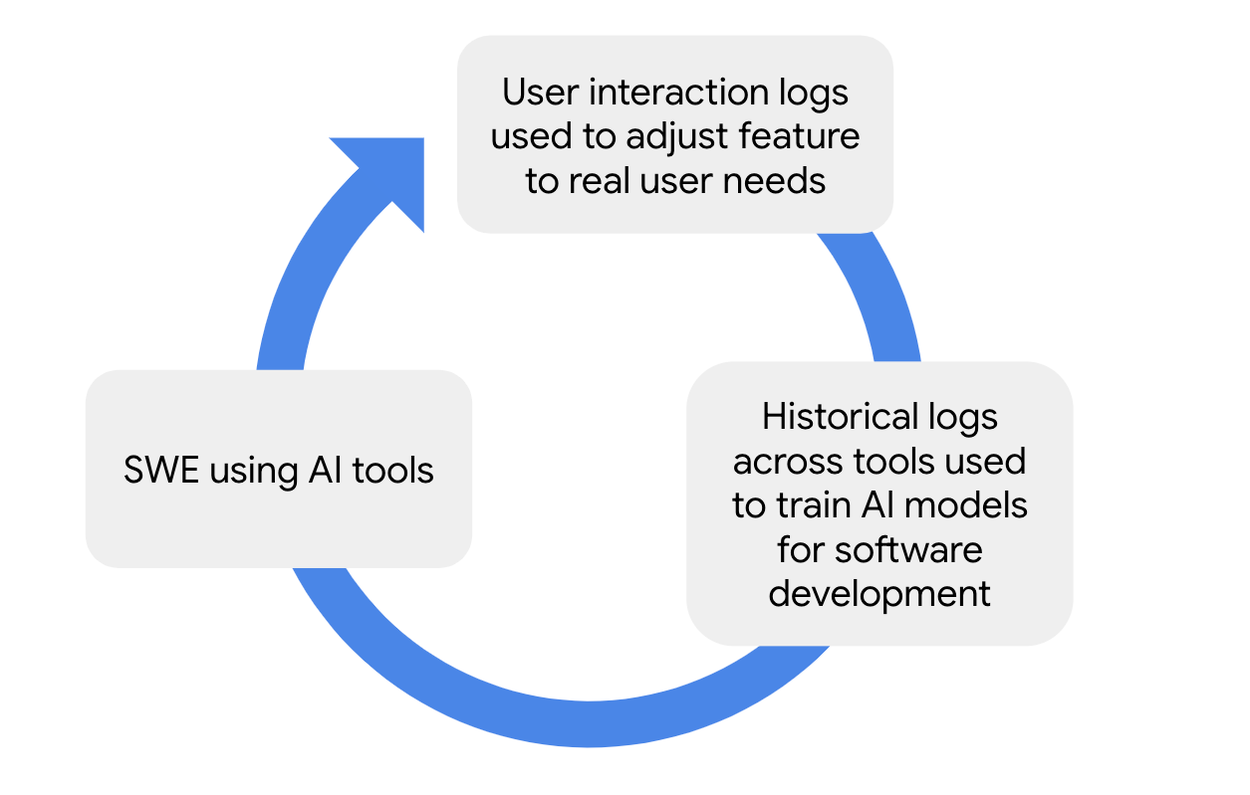 User interaction logs
used to adjust feature
to real user needs
SWE using AI tools
Historical logs
across tools used
to train AI models
for software
development